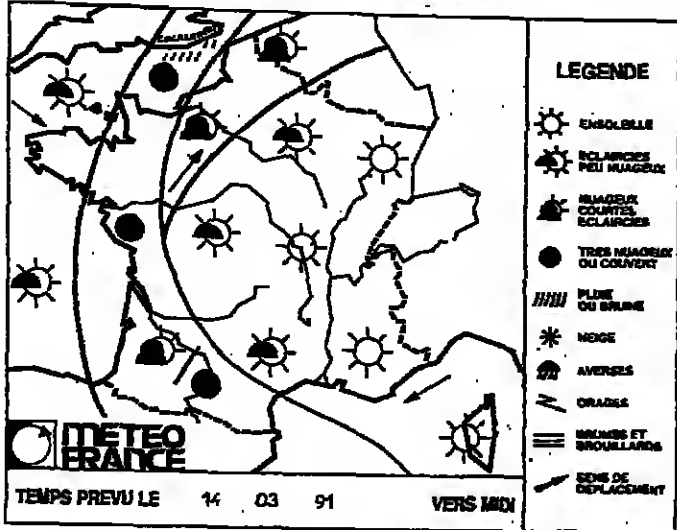 LEGENDE
ENSOLEILLE
ECLAIRCIES
PEU NUAGEUX
NUAGEUX
COURTES
ECLAIRCIES
TRES NUAGEUX
OU COUVERT
PLUIE
OU BRUINE
NEIGE
AVERSES
ORAGES
BRUMES ET
BROUILLARDS
SENS DE
DEPLACEMENT
METEO
FRANCE
TEMPS PREVU LE 14 03 91 VERS MIDI